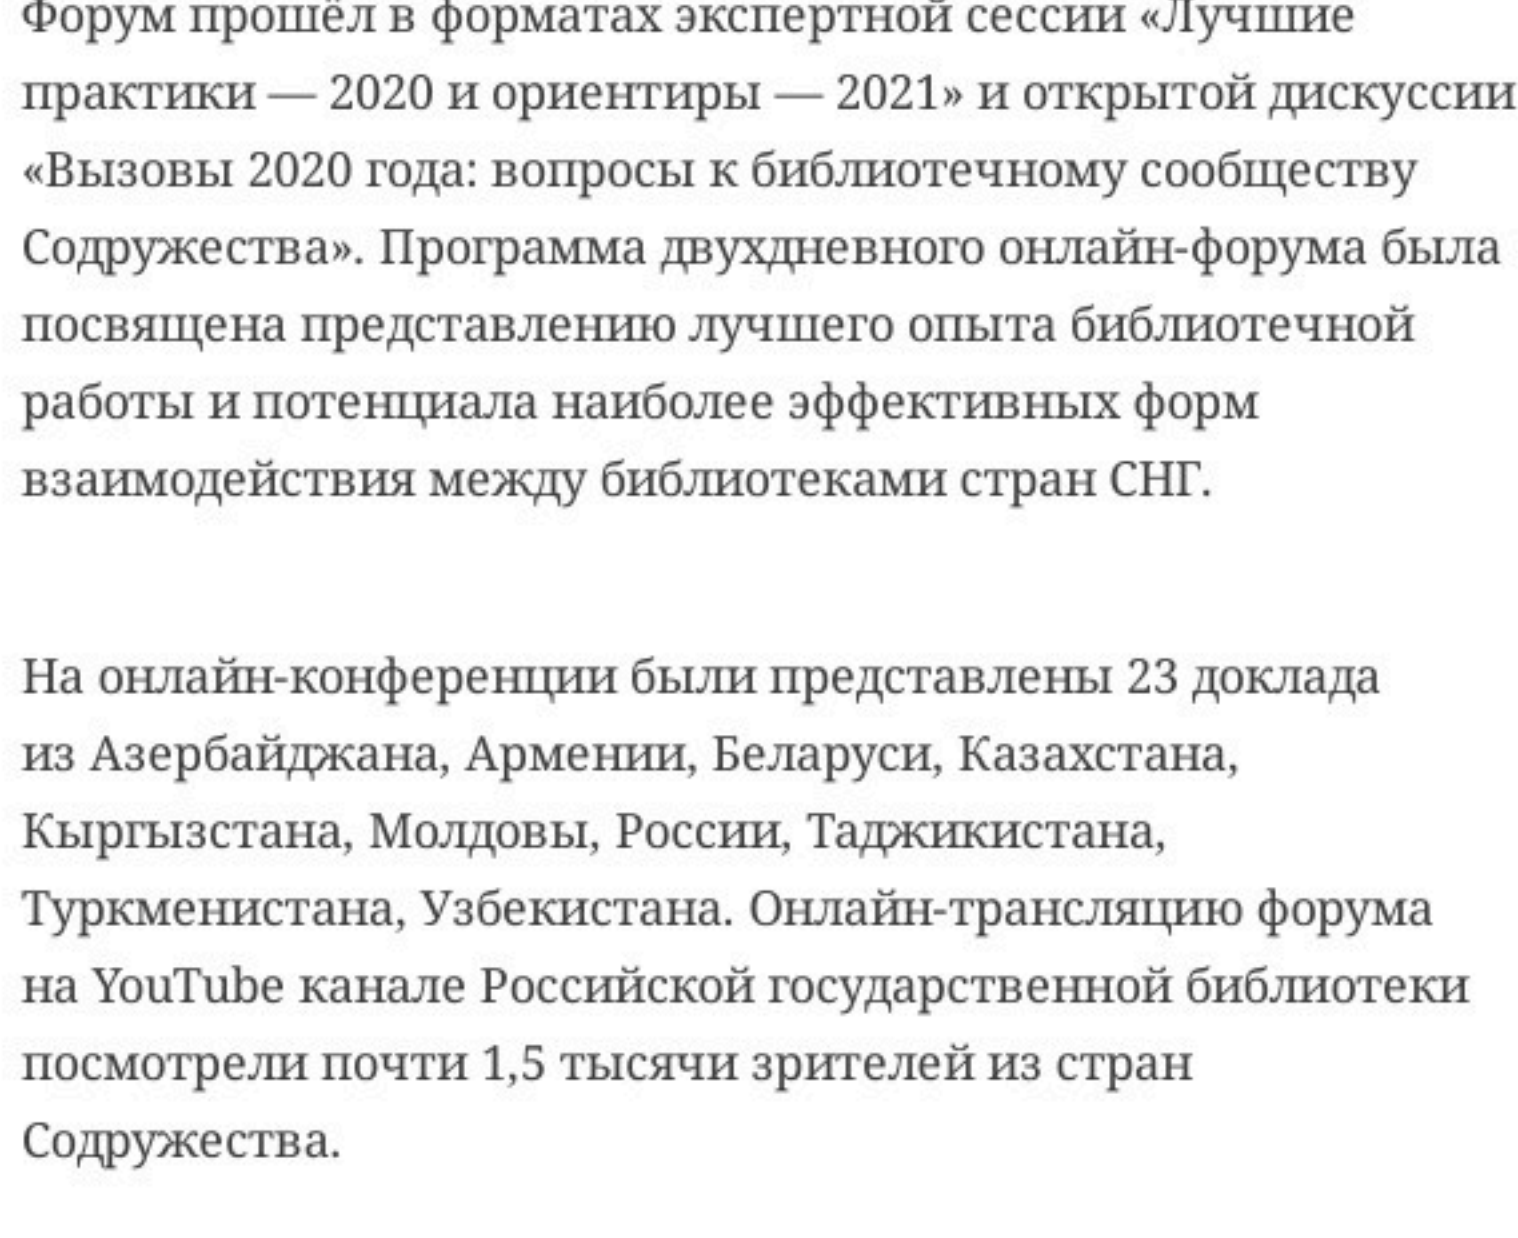 Форум прошёл в форматах экспертной сессии «Лучшие
практики — 2020 и ориентиры — 2021» и открытой дискуссии
«Вызовы 2020 года: вопросы к библиотечному сообществу
Содружества». Программа двухдневного онлайн-форума была
посвящена представлению лучшего опыта библиотечной
работы и потенциала наиболее эффективных форм
взаимодействия между библиотеками стран СНГ.
На онлайн-конференции были представлены 23 доклада
из Азербайджана, Армении, Беларуси, Казахстана,
Кыргызстана, Молдовы, России, Таджикистана,
Туркменистана, Узбекистана. Онлайн-трансляцию форума
на YouTube канале Российской государственной библиотеки
посмотрели почти 1,5 тысячи зрителей из стран
Содружества.